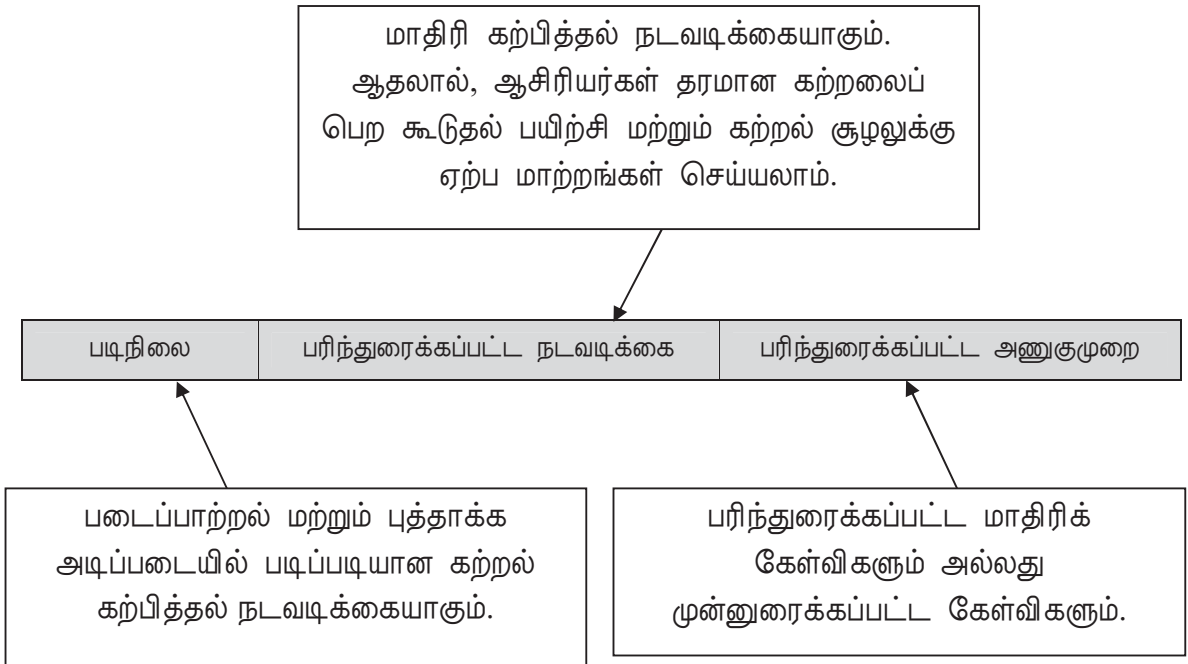 மாதிரி கற்பித்தல் நடவடிக்கையாகும்.
ஆதலால், ஆசிரியர்கள் தரமான கற்றலைப்
பெற கூடுதல் பயிற்சி மற்றும் கற்றல் சூழலுக்கு
ஏற்ப மாற்றங்கள் செய்யலாம்.
படிநிலை பரிந்துரைக்கப்பட்ட நடவடிக்கை பரிந்துரைக்கப்பட்ட அணுகுமுறை
படைப்பாற்றல் மற்றும் புத்தாக்க
அடிப்படையில் படிப்படியான கற்றல்
கற்பித்தல் நடவடிக்கையாகும்.
பரிந்துரைக்கப்பட்ட மாதிரிக்
கேள்விகளும் அல்லது
முன்னுரைக்கப்பட்ட கேள்விகளும்.